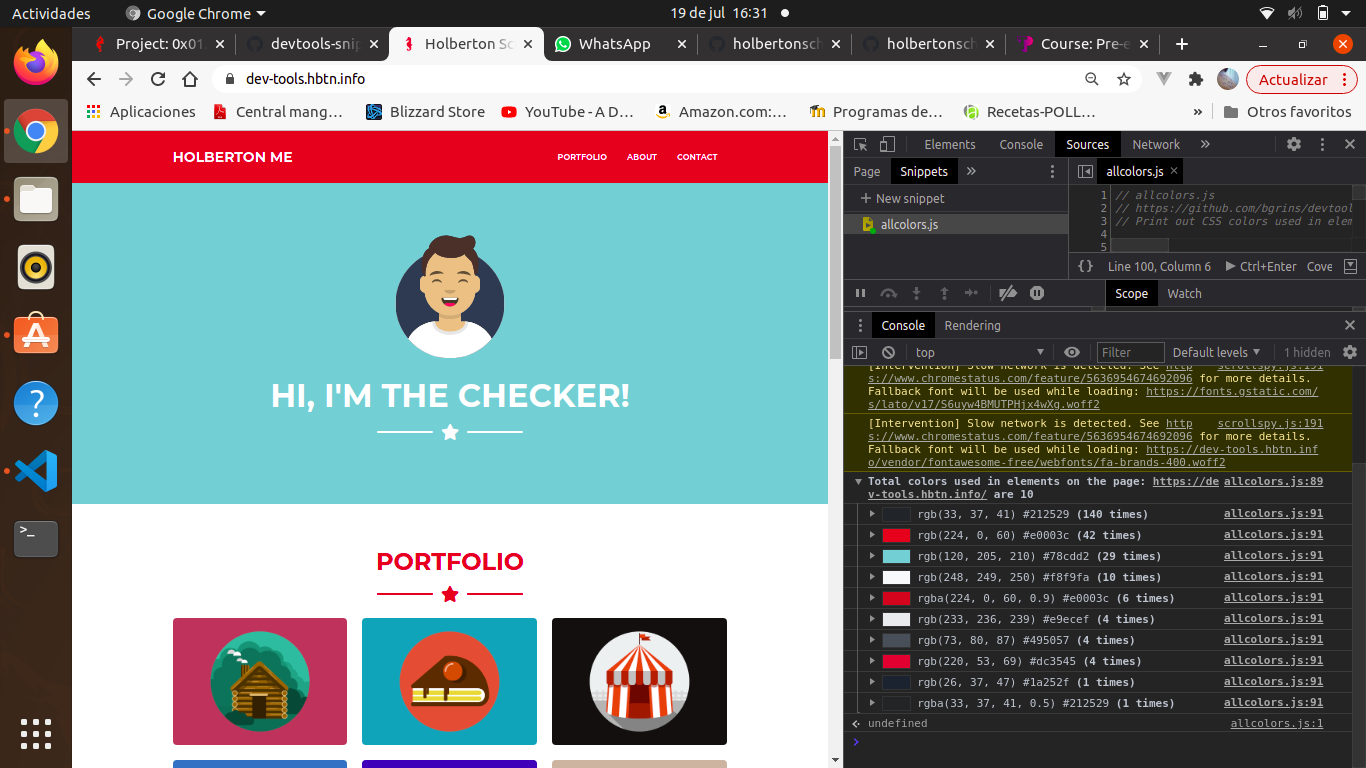 Actividades Google Chrome 19 de jul 16:31
Project: 0x01 devtools-snip Holberton Sc WhatsApp holbertonsch holbertonsch Course: Pre-e
dev-tools.hbtn.info Actualizar
Aplicaciones Central mang… Blizzard Store YouTube - A D… Amazon.com:… Programas de… Recetas-POLL… » Otros favoritos
HOLBERTON ME PORTFOLIO ABOUT CONTACT
HI, I'M THE CHECKER!
PORTFOLIO
Elements Console Sources Network »
Page Snippets »
+ New snippet
allcolors.js
allcolors.js ×
1 // allcolors.js
2 // https://github.com/bgrins/devtool
3 // Print out CSS colors used in elem
4
5
{} Line 100, Column 6 Ctrl+Enter Cove
Scope Watch
Console Rendering
top Filter Default levels 1 hidden
[Intervention] Slow network is detected. See http scrollspy.js:191
s://www.chromestatus.com/feature/5636954674692096 for more details.
Fallback font will be used while loading: https://fonts.gstatic.com/
s/lato/v17/S6uyw4BMUTPHjx4wXg.woff2
[Intervention] Slow network is detected. See http scrollspy.js:191
s://www.chromestatus.com/feature/5636954674692096 for more details.
Fallback font will be used while loading: https://dev-tools.hbtn.inf
o/vendor/fontawesome-free/webfonts/fa-brands-400.woff2
Total colors used in elements on the page: https://de allcolors.js:89
v-tools.hbtn.info/ are 10
rgb(33, 37, 41) #212529 (140 times) allcolors.js:91
rgb(224, 0, 60) #e0003c (42 times) allcolors.js:91
rgb(120, 205, 210) #78cdd2 (29 times) allcolors.js:91
rgb(248, 249, 250) #f8f9fa (10 times) allcolors.js:91
rgba(224, 0, 60, 0.9) #e0003c (6 times) allcolors.js:91
rgb(233, 236, 239) #e9ecef (4 times) allcolors.js:91
rgb(73, 80, 87) #495057 (4 times) allcolors.js:91
rgb(220, 53, 69) #dc3545 (4 times) allcolors.js:91
rgb(26, 37, 47) #1a252f (1 times) allcolors.js:91
rgba(33, 37, 41, 0.5) #212529 (1 times) allcolors.js:91
undefined allcolors.js:1